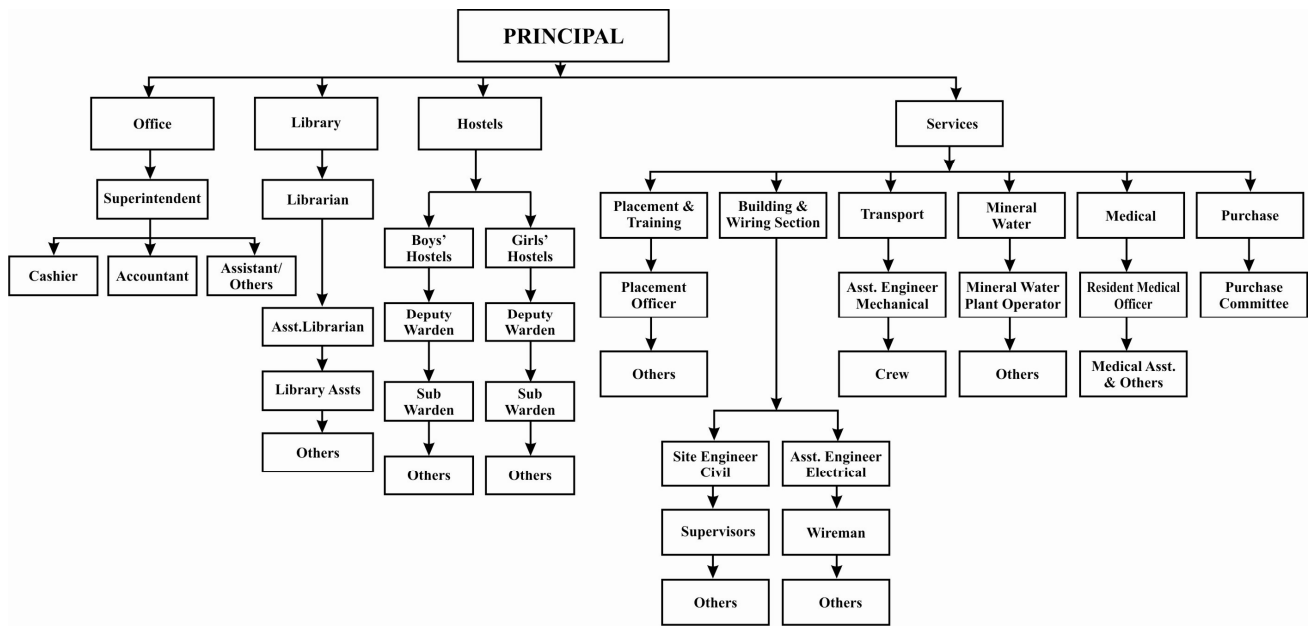 PRINCIPAL
Office
Library
Hostels
Services
Superintendent
Librarian
Placement &
Training
Building &
Wiring Section
Transport
Mineral
Water
Medical
Purchase
Cashier
Accountant
Assistant/
Others
Boys'
Hostels
Girls'
Hostels
Placement
Officer
Asst. Engineer
Mechanical
Mineral Water
Plant Operator
Resident Medical
Officer
Purchase
Committee
Asst.Librarian
Deputy
Warden
Deputy
Warden
Others
Crew
Others
Medical Asst.
& Others
Library Assts
Sub
Warden
Sub
Warden
Others
Others
Others
Site Engineer
Civil
Asst. Engineer
Electrical
Supervisors
Wireman
Others
Others